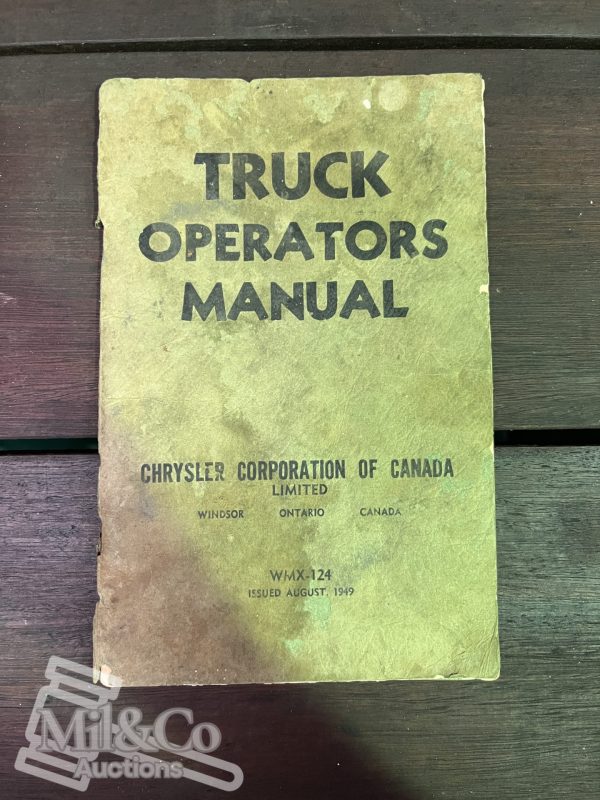 TRUCK
OPERATORS
MANUAL
CHRYSLER CORPORATION OF CANADA
LIMITED
WINDSOR ONTARIO CANADA
WMX-124
ISSUED AUGUST, 1949
Mil&Co
Auctions